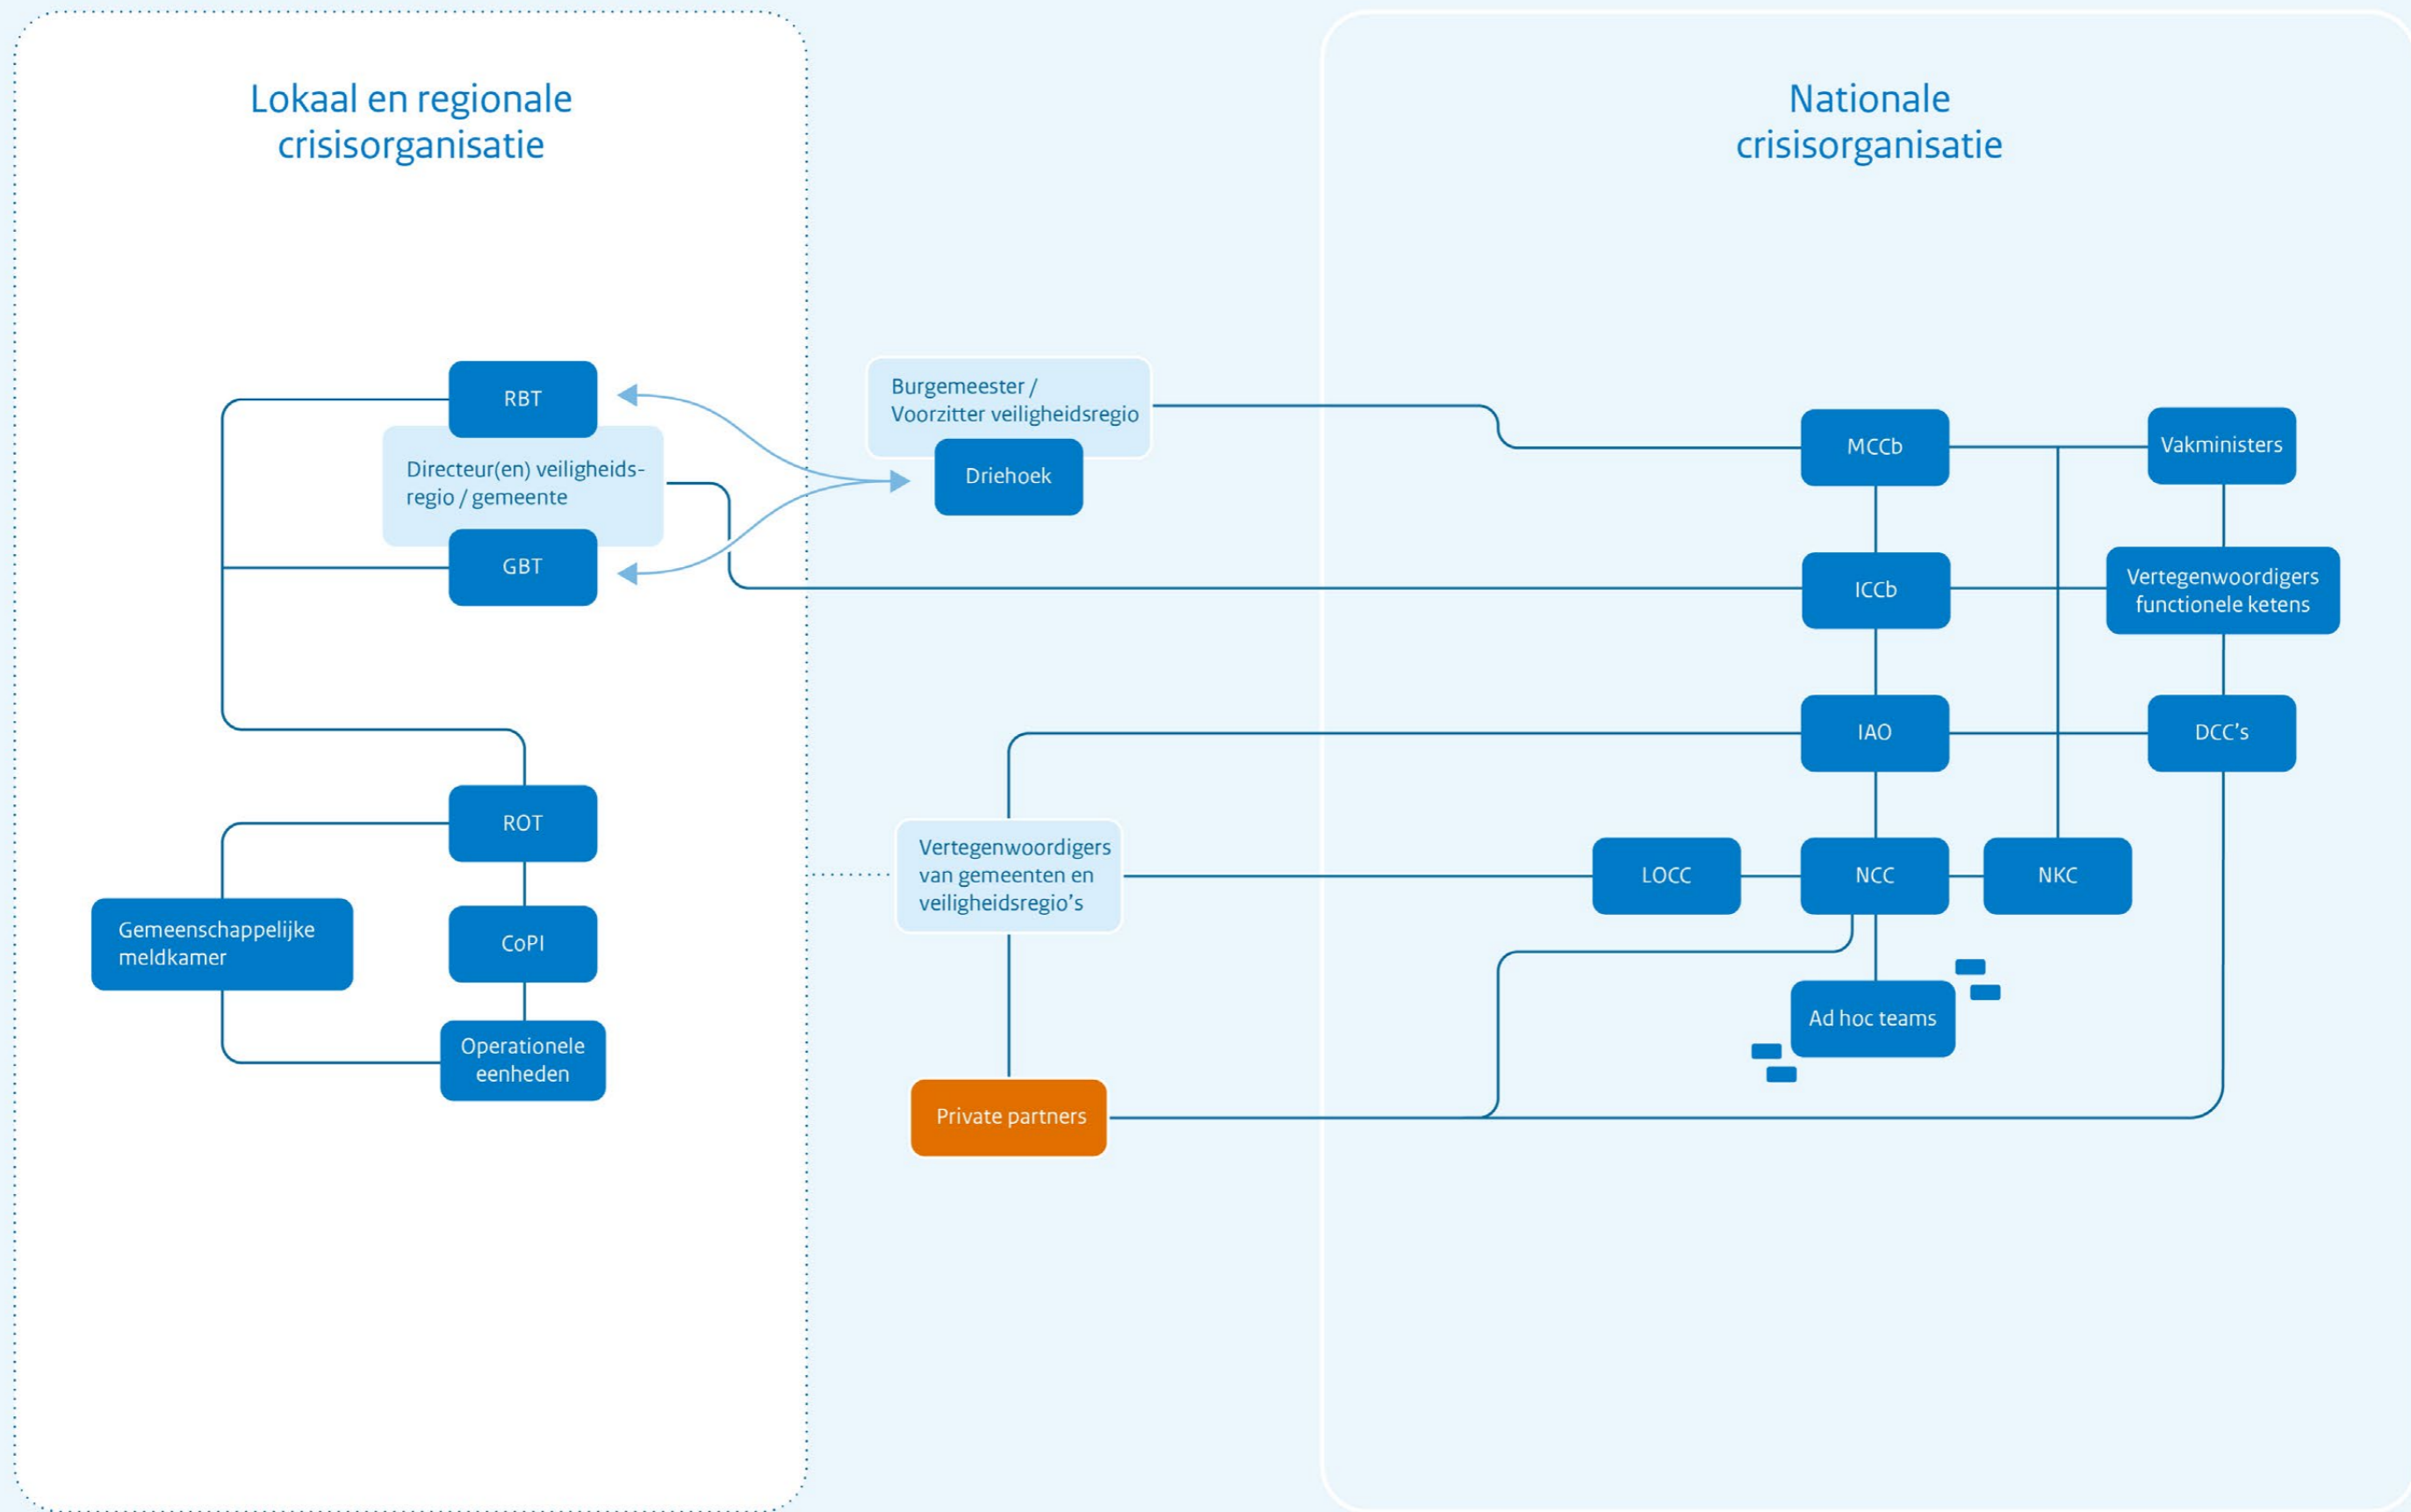 Lokaal en regionale
crisisorganisatie
RBT
Directeur(en) veiligheids-
regio / gemeente
GBT
ROT
Gemeenschappelijke
meldkamer
CoPI
Operationele
eenheden
Burgemeester /
Voorzitter veiligheidsregio
Driehoek
Vertegenwoordigers
van gemeenten en
veiligheidsregio's
Private partners
Nationale
crisisorganisatie
MCCb
Vakministers
ICCb
Vertegenwoordigers
functionele ketens
IAO
DCC's
LOCC
NCC
NKC
Ad hoc teams